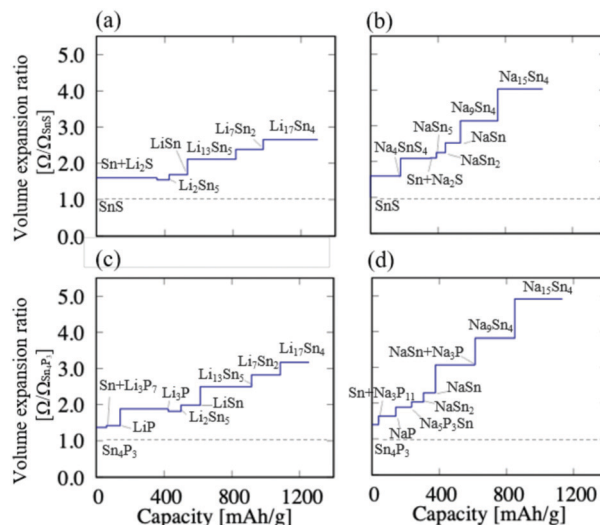 (a)
Volume expansion ratio
[Ω/Ω_SnS]
5.0
4.0
3.0
2.0
1.0
0.0
Sn+Li₂S
LiSn
Li₂Sn₅
Li₁₃Sn₅
Li₇Sn₂
Li₁₇Sn₄
SnS
(b)
Na₄SnS₄
Sn+Na₂S
NaSn₅
NaSn₂
NaSn
Na₉Sn₄
Na₁₅Sn₄
SnS
(c)
Volume expansion ratio
[Ω/Ω_Sn₄P₃]
5.0
4.0
3.0
2.0
1.0
0.0
Sn+Li₃P₇
LiP
Li₃P
Li₂Sn₅
LiSn
Li₁₃Sn₅
Li₇Sn₂
Li₁₇Sn₄
Sn₄P₃
0
400
800
1200
Capacity [mAh/g]
(d)
Sn+Na₃P₁₁
NaP
Na₅P₃Sn
NaSn₂
NaSn
NaSn+Na₃P
Na₉Sn₄
Na₁₅Sn₄
Sn₄P₃
0
400
800
1200
Capacity [mAh/g]